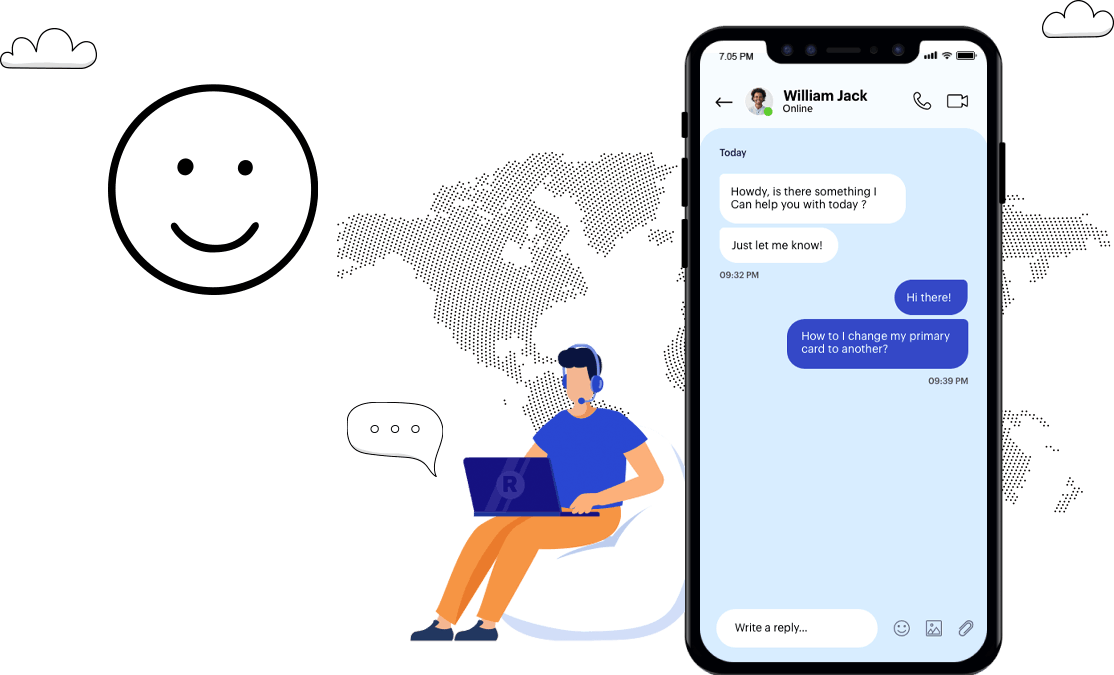 7.05 PM
William Jack
Online
Today
Howdy, is there something I
Can help you with today ?
Just let me know!
09:32 PM
Hi there!
How to I change my primary
card to another?
09:39 PM
R
Write a reply...